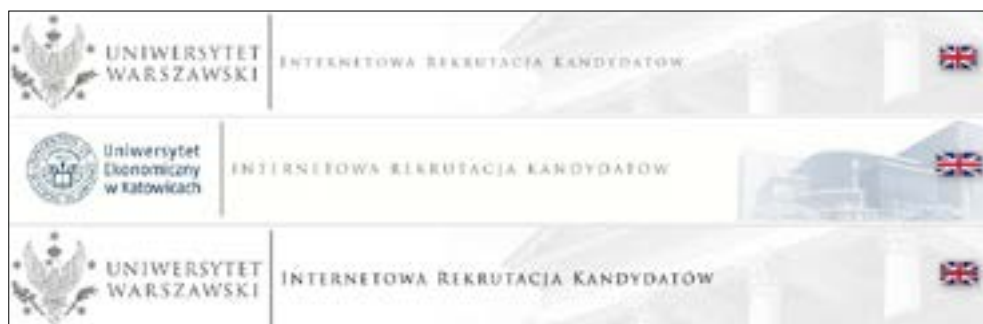 UNIWERSYTET
WARSZAWSKI
INTERNETOWA REKRUTACJA KANDYDATÓW
Uniwersytet
Ekonomiczny
w Katowicach
INTERNETOWA REKRUTACJA KANDYDATÓW
UNIWERSYTET
WARSZAWSKI
INTERNETOWA REKRUTACJA KANDYDATÓW